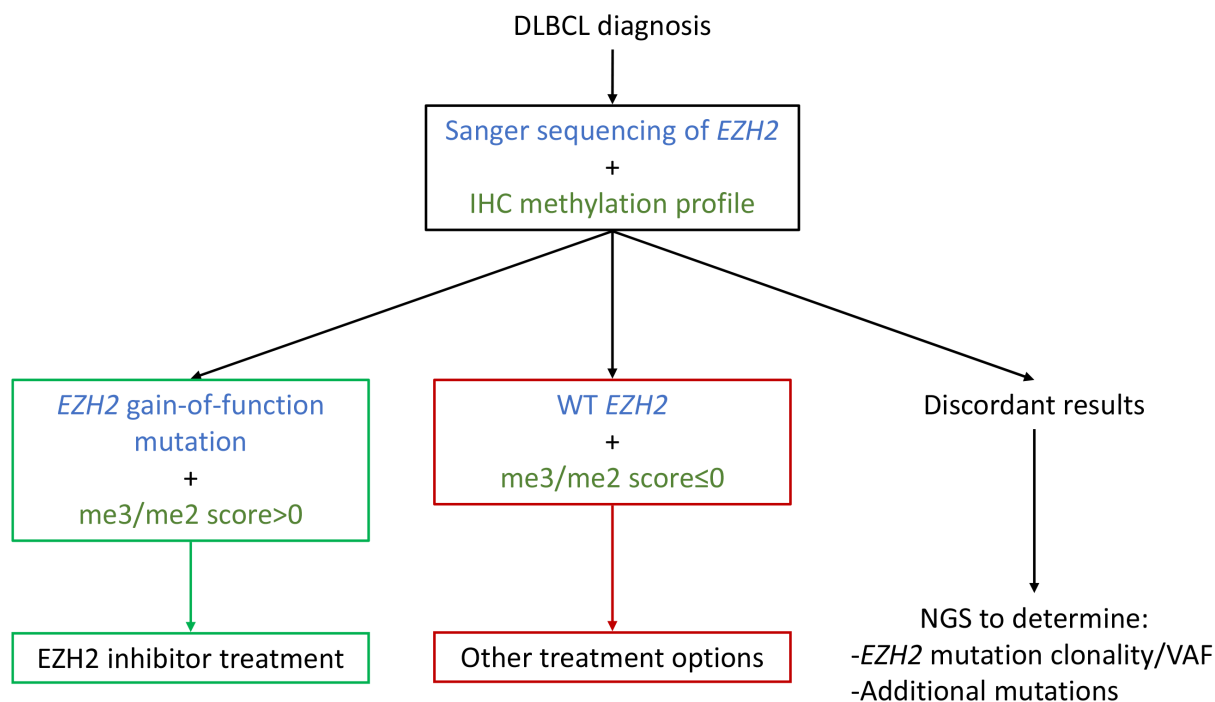 DLBCL diagnosis
Sanger sequencing of EZH2
+
IHC methylation profile
EZH2 gain-of-function
mutation
+
me3/me2 score>0
WT EZH2
+
me3/me2 score≤0
Discordant results
EZH2 inhibitor treatment
Other treatment options
NGS to determine:
-EZH2 mutation clonality/VAF
-Additional mutations